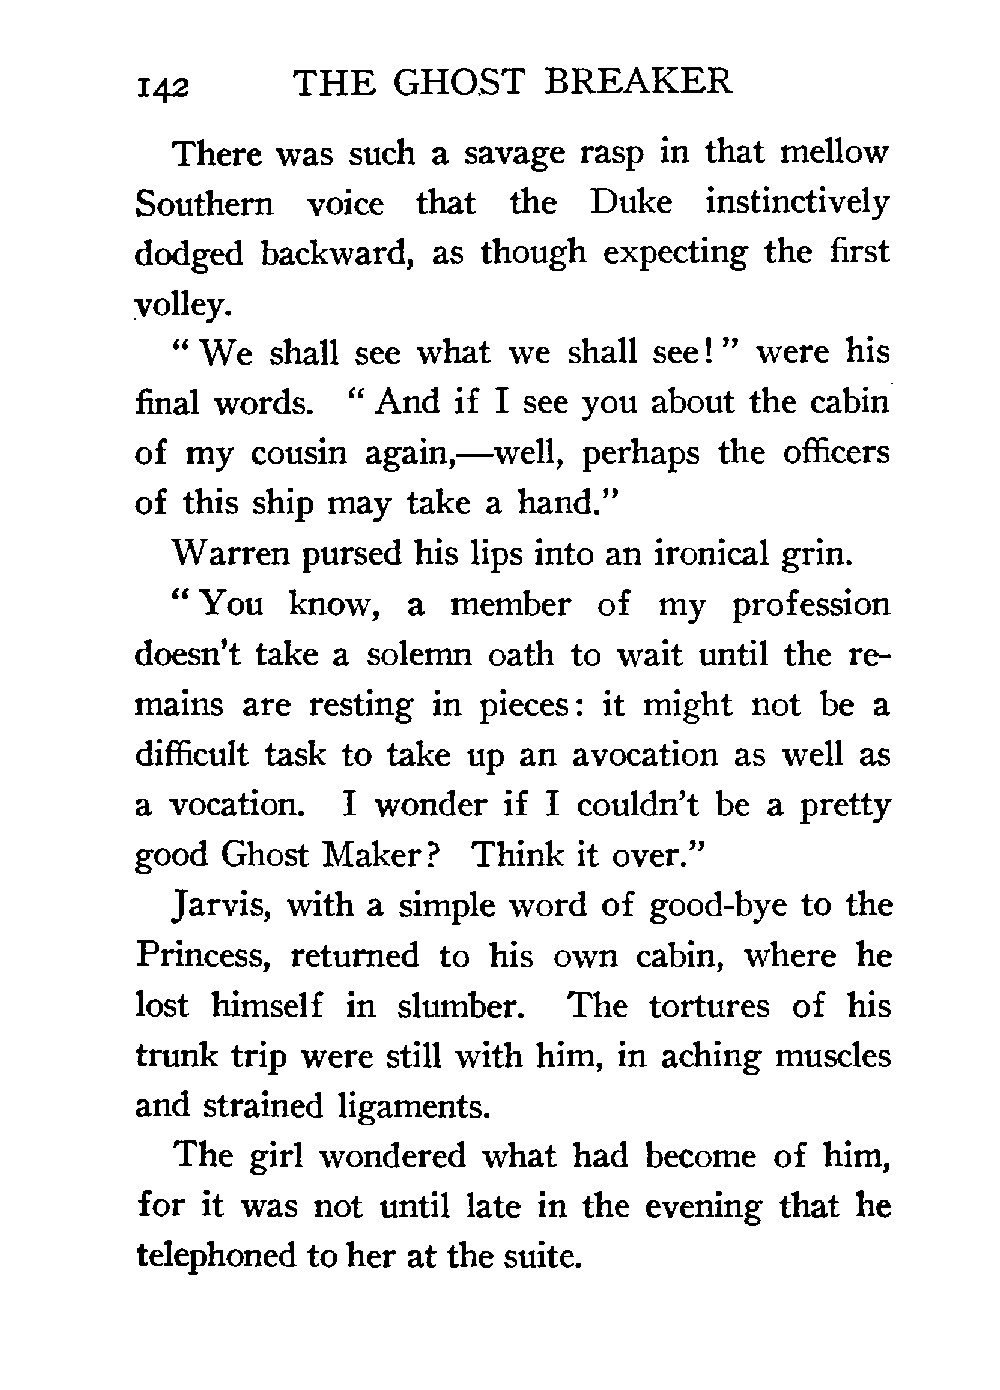 142 THE GHOST BREAKER
There was such a savage rasp in that mellow
Southern voice that the Duke instinctively
dodged backward, as though expecting the first
volley.
“ We shall see what we shall see! ” were his
final words. “ And if I see you about the cabin
of my cousin again,—well, perhaps the officers
of this ship may take a hand.”
Warren pursed his lips into an ironical grin.
“ You know, a member of my profession
doesn’t take a solemn oath to wait until the re-
mains are resting in pieces: it might not be a
difficult task to take up an avocation as well as
a vocation. I wonder if I couldn’t be a pretty
good Ghost Maker? Think it over.”
Jarvis, with a simple word of good-bye to the
Princess, returned to his own cabin, where he
lost himself in slumber. The tortures of his
trunk trip were still with him, in aching muscles
and strained ligaments.
The girl wondered what had become of him,
for it was not until late in the evening that he
telephoned to her at the suite.